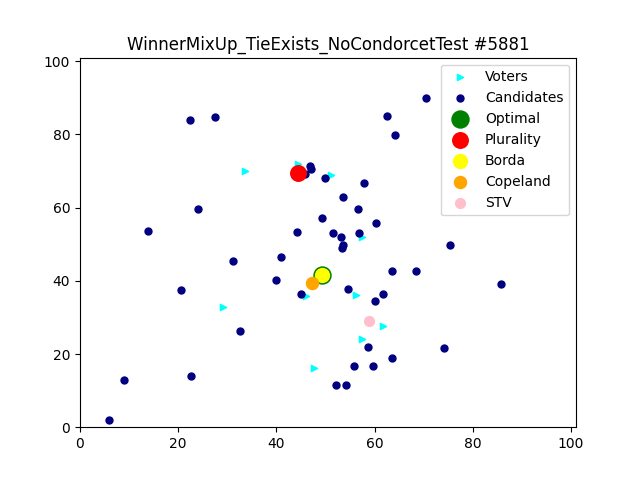 WinnerMixUp_TieExists_NoCondorcetTest #5881
100
80
60
40
20
0
0 20 40 60 80 100
Voters
Candidates
Optimal
Plurality
Borda
Copeland
STV